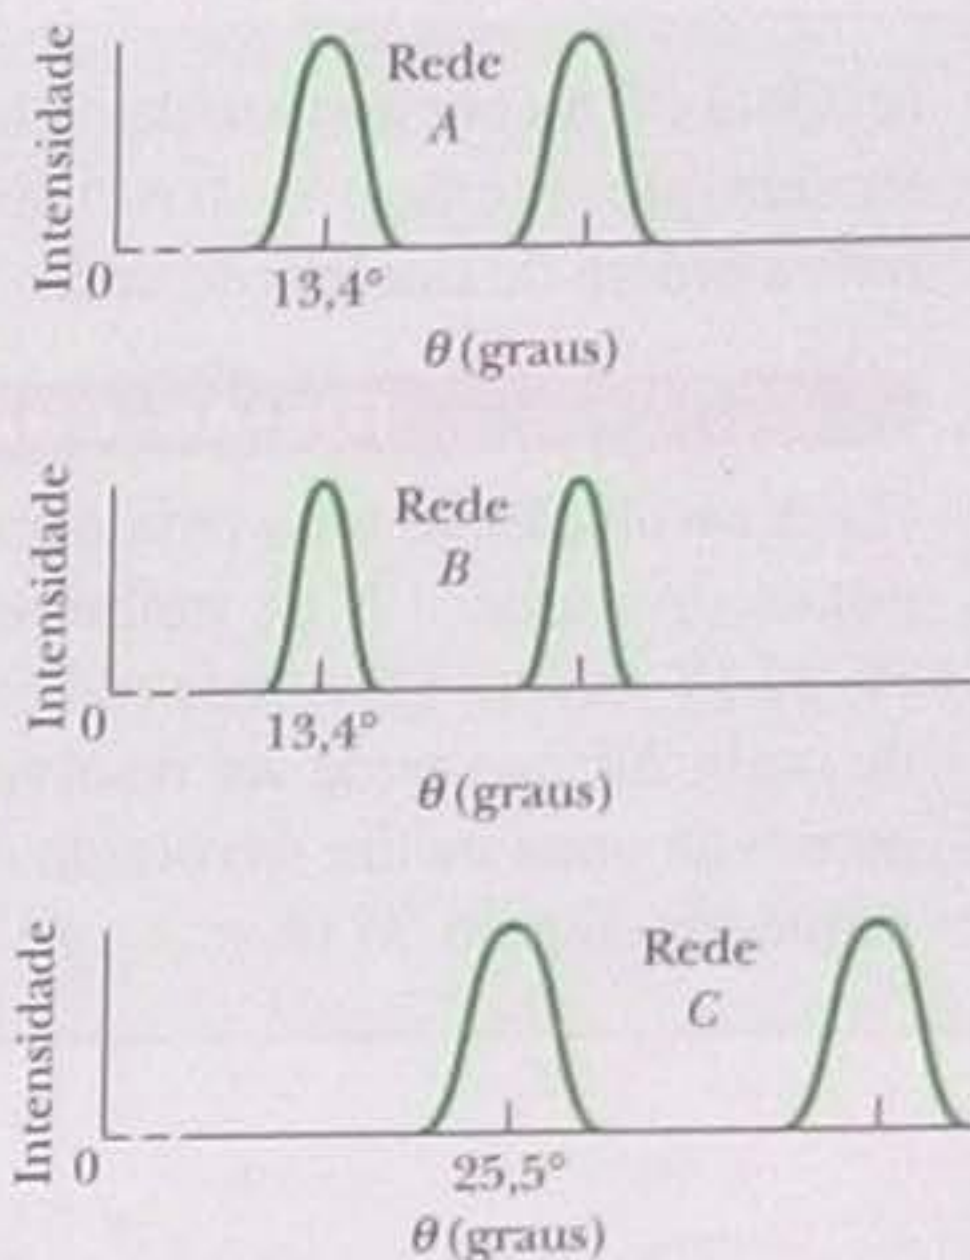 Intensidade
Rede
A
0
13,4°
θ (graus)
Intensidade
Rede
B
0
13,4°
θ (graus)
Intensidade
Rede
C
0
25,5°
θ (graus)